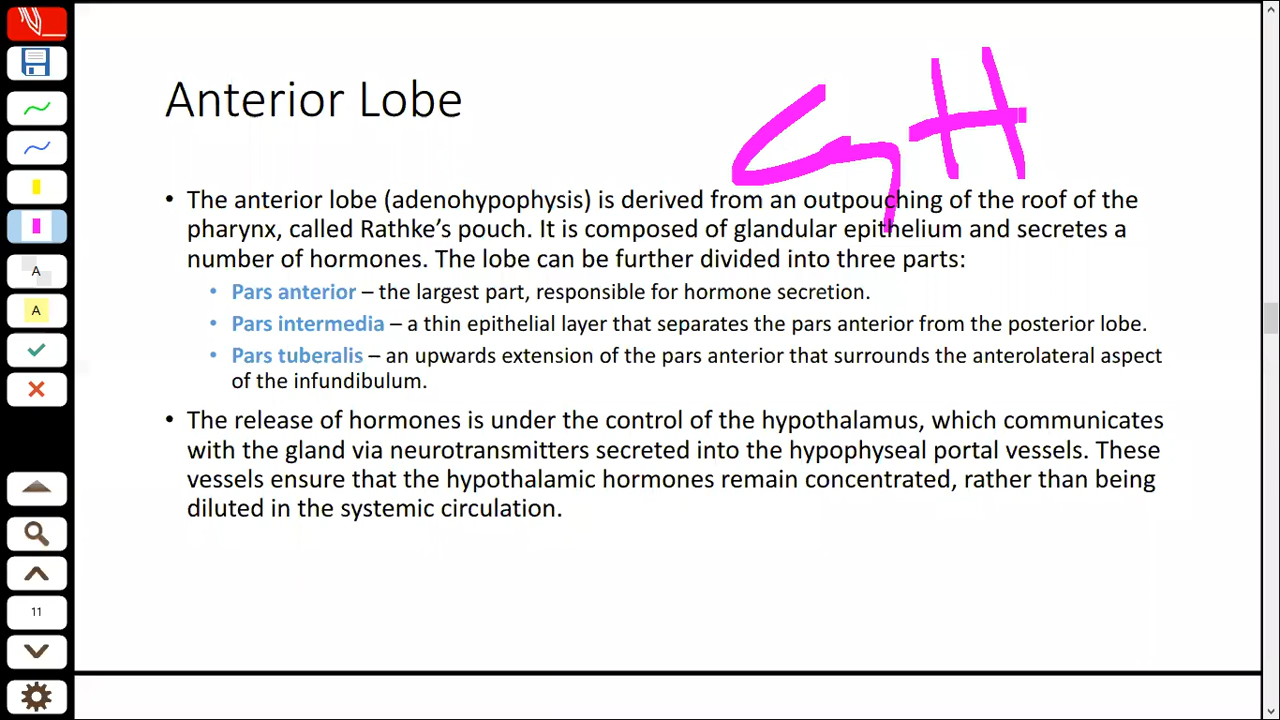 Anterior Lobe
GH
• The anterior lobe (adenohypophysis) is derived from an outpouching of the roof of the
pharynx, called Rathke’s pouch. It is composed of glandular epithelium and secretes a
number of hormones. The lobe can be further divided into three parts:
• Pars anterior – the largest part, responsible for hormone secretion.
• Pars intermedia – a thin epithelial layer that separates the pars anterior from the posterior lobe.
• Pars tuberalis – an upwards extension of the pars anterior that surrounds the anterolateral aspect
of the infundibulum.
• The release of hormones is under the control of the hypothalamus, which communicates
with the gland via neurotransmitters secreted into the hypophyseal portal vessels. These
vessels ensure that the hypothalamic hormones remain concentrated, rather than being
diluted in the systemic circulation.
A
A
11